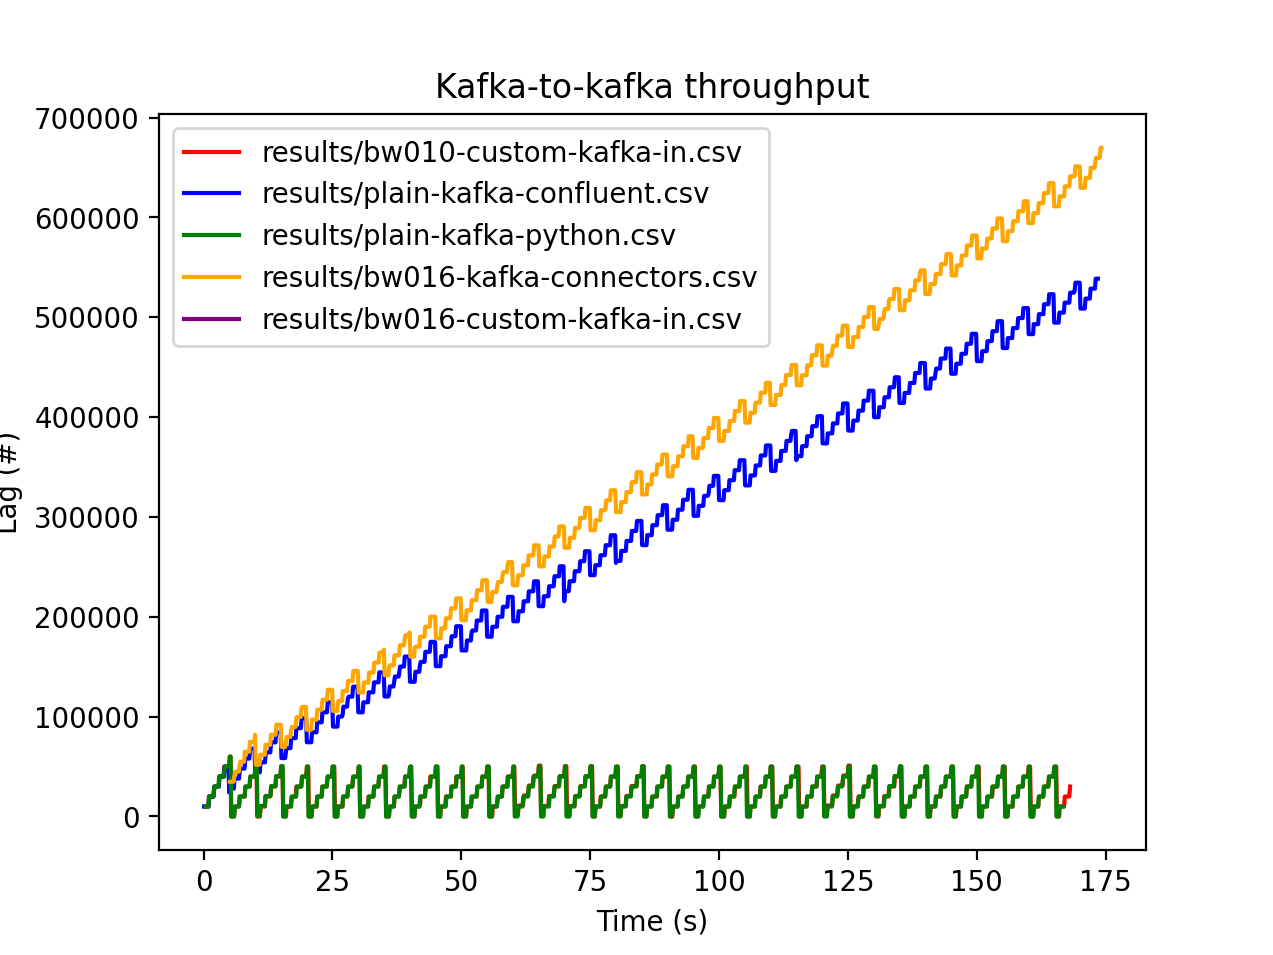 Kafka-to-kafka throughput
700000
600000
500000
400000
300000
200000
100000
0
Lag (#)
results/bw010-custom-kafka-in.csv
results/plain-kafka-confluent.csv
results/plain-kafka-python.csv
results/bw016-kafka-connectors.csv
results/bw016-custom-kafka-in.csv
0 25 50 75 100 125 150 175
Time (s)